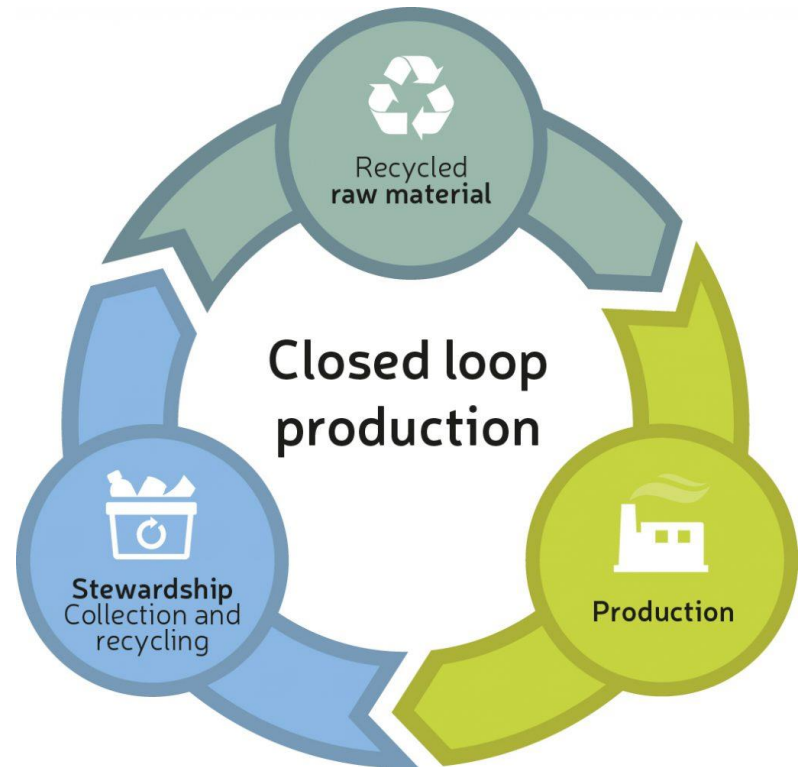 Recycled
raw material
Closed loop
production
Stewardship
Collection and
recycling
Production